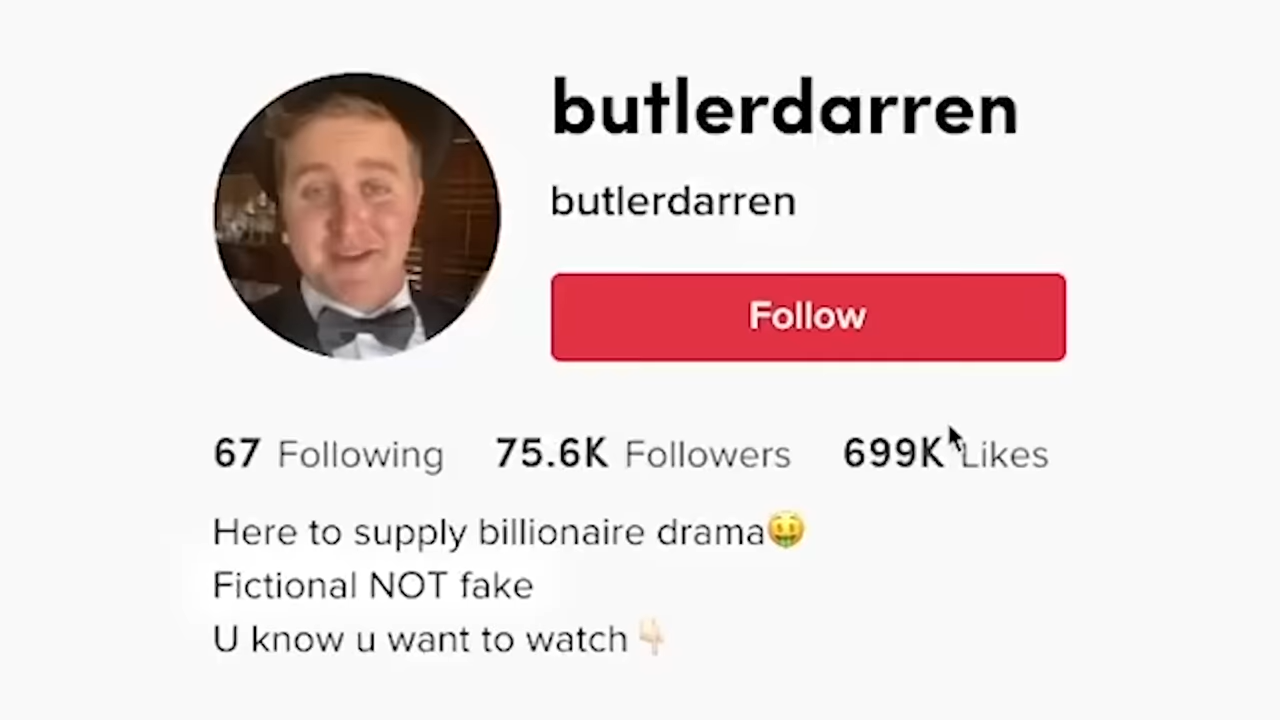 butlerdarren
butlerdarren
Follow
67 Following 75.6K Followers 699K Likes
Here to supply billionaire drama🤑
Fictional NOT fake
U know u want to watch👇🏻